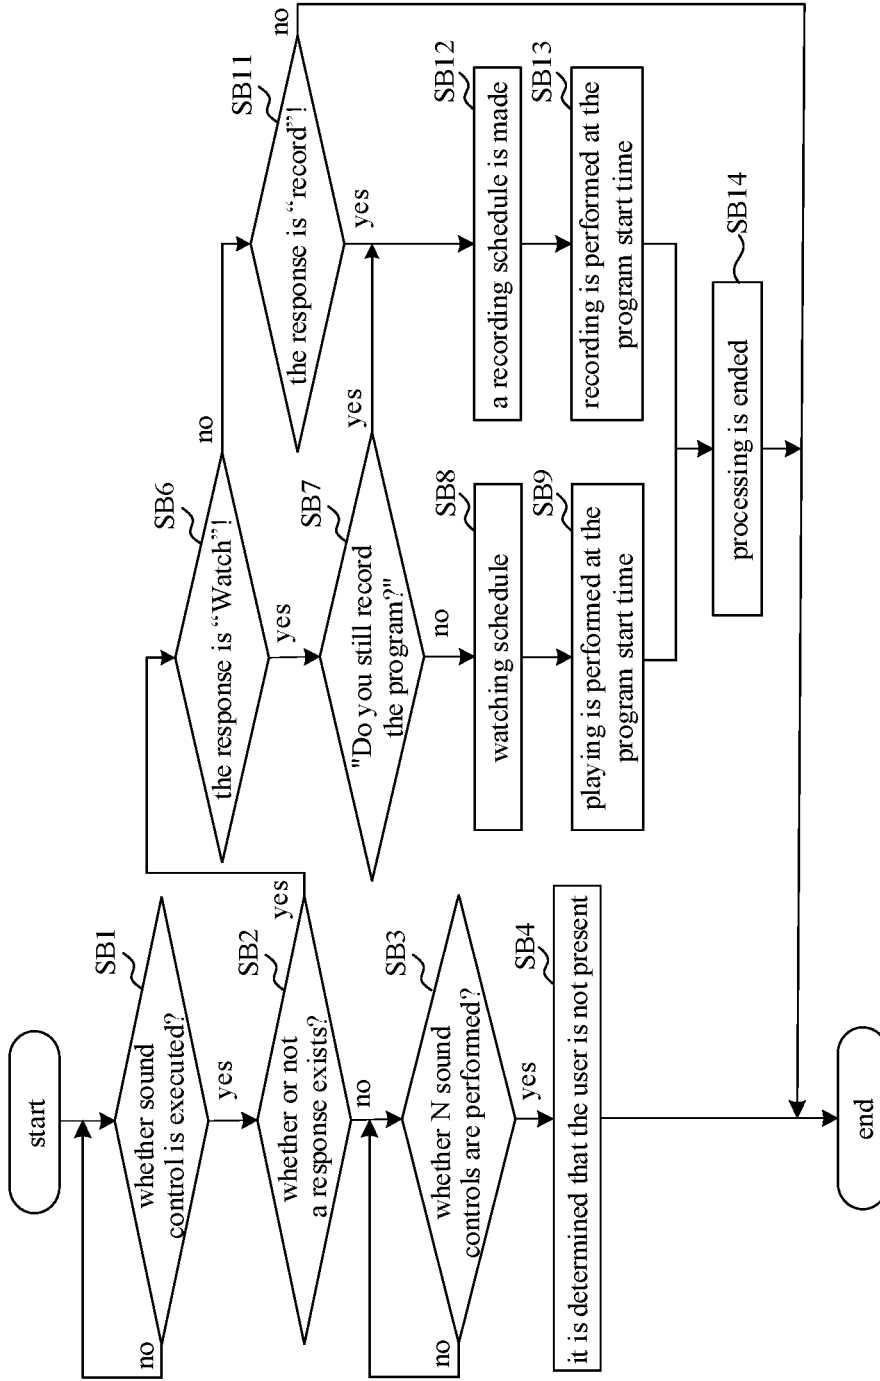 start
SB1
whether sound
control is executed?
no
yes
SB2
whether or not
a response exists?
yes
no
SB3
whether N sound
controls are performed?
no
yes
SB4
it is determined that the user is not present
end
SB6
the response is “Watch”!
no
yes
SB7
"Do you still record
the program?"
yes
no
SB8
watching schedule
SB9
playing is performed at the
program start time
SB11
the response is “record”!
no
yes
SB12
a recording schedule is made
SB13
recording is performed at the
program start time
SB14
processing is ended